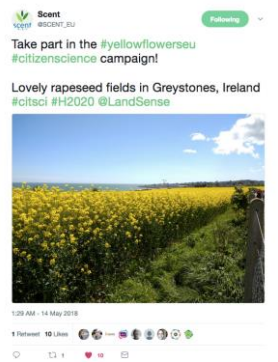 Scent
@SCENT_EU
Following
scent
Take part in the #yellowflowerseu
#citizenscience campaign!
Lovely rapeseed fields in Greystones, Ireland
#citsci #H2020 @LandSense
1:29 AM - 14 May 2018
1 Retweet 10 Likes
1
10